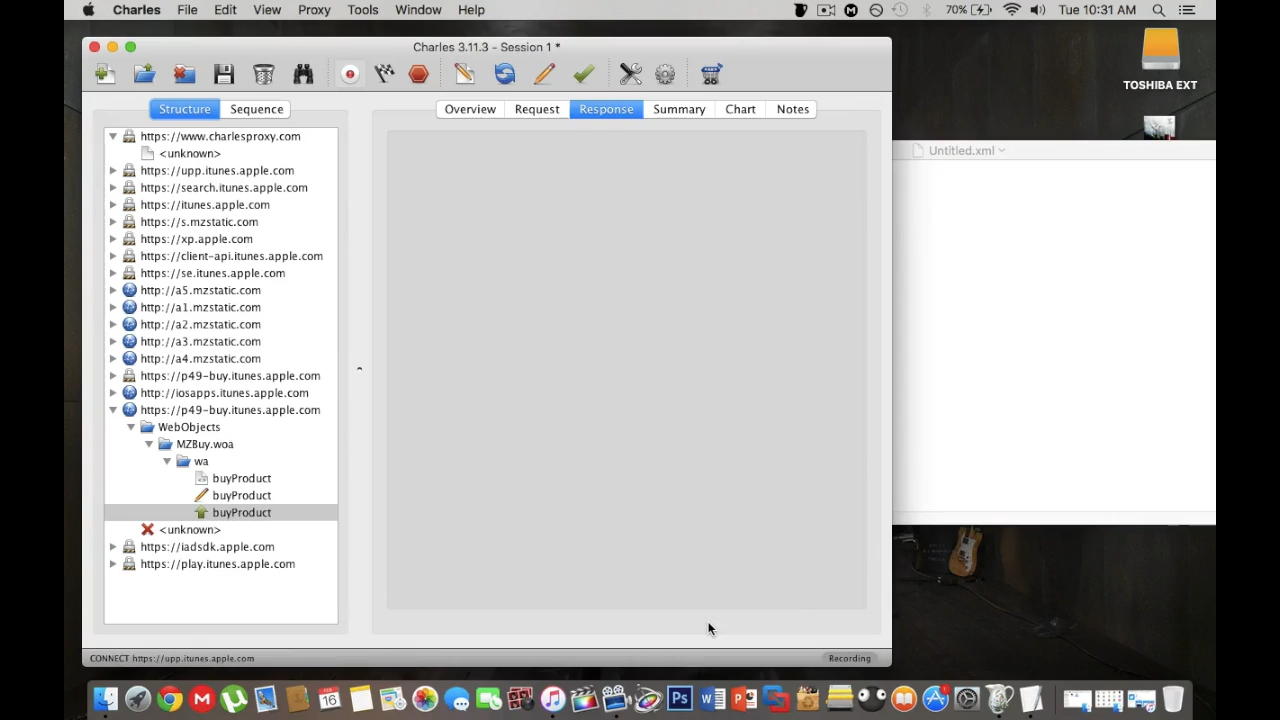 Charles File Edit View Proxy Tools Window Help
70% Tue 10:31 AM
Charles 3.11.3 - Session 1 *
TOSHIBA EXT
Structure Sequence
Overview Request Response Summary Chart Notes
https://www.charlesproxy.com
<unknown>
Untitled.xml
https://upp.itunes.apple.com
https://search.itunes.apple.com
https://itunes.apple.com
https://s.mzstatic.com
https://xp.apple.com
https://client-api.itunes.apple.com
https://se.itunes.apple.com
http://a5.mzstatic.com
http://a1.mzstatic.com
http://a2.mzstatic.com
http://a3.mzstatic.com
http://a4.mzstatic.com
https://p49-buy.itunes.apple.com
http://iosapps.itunes.apple.com
https://p49-buy.itunes.apple.com
WebObjects
MZBuy.woa
wa
buyProduct
buyProduct
buyProduct
<unknown>
https://iadsdk.apple.com
https://play.itunes.apple.com
CONNECT https://upp.itunes.apple.com
Recording
16
Ps